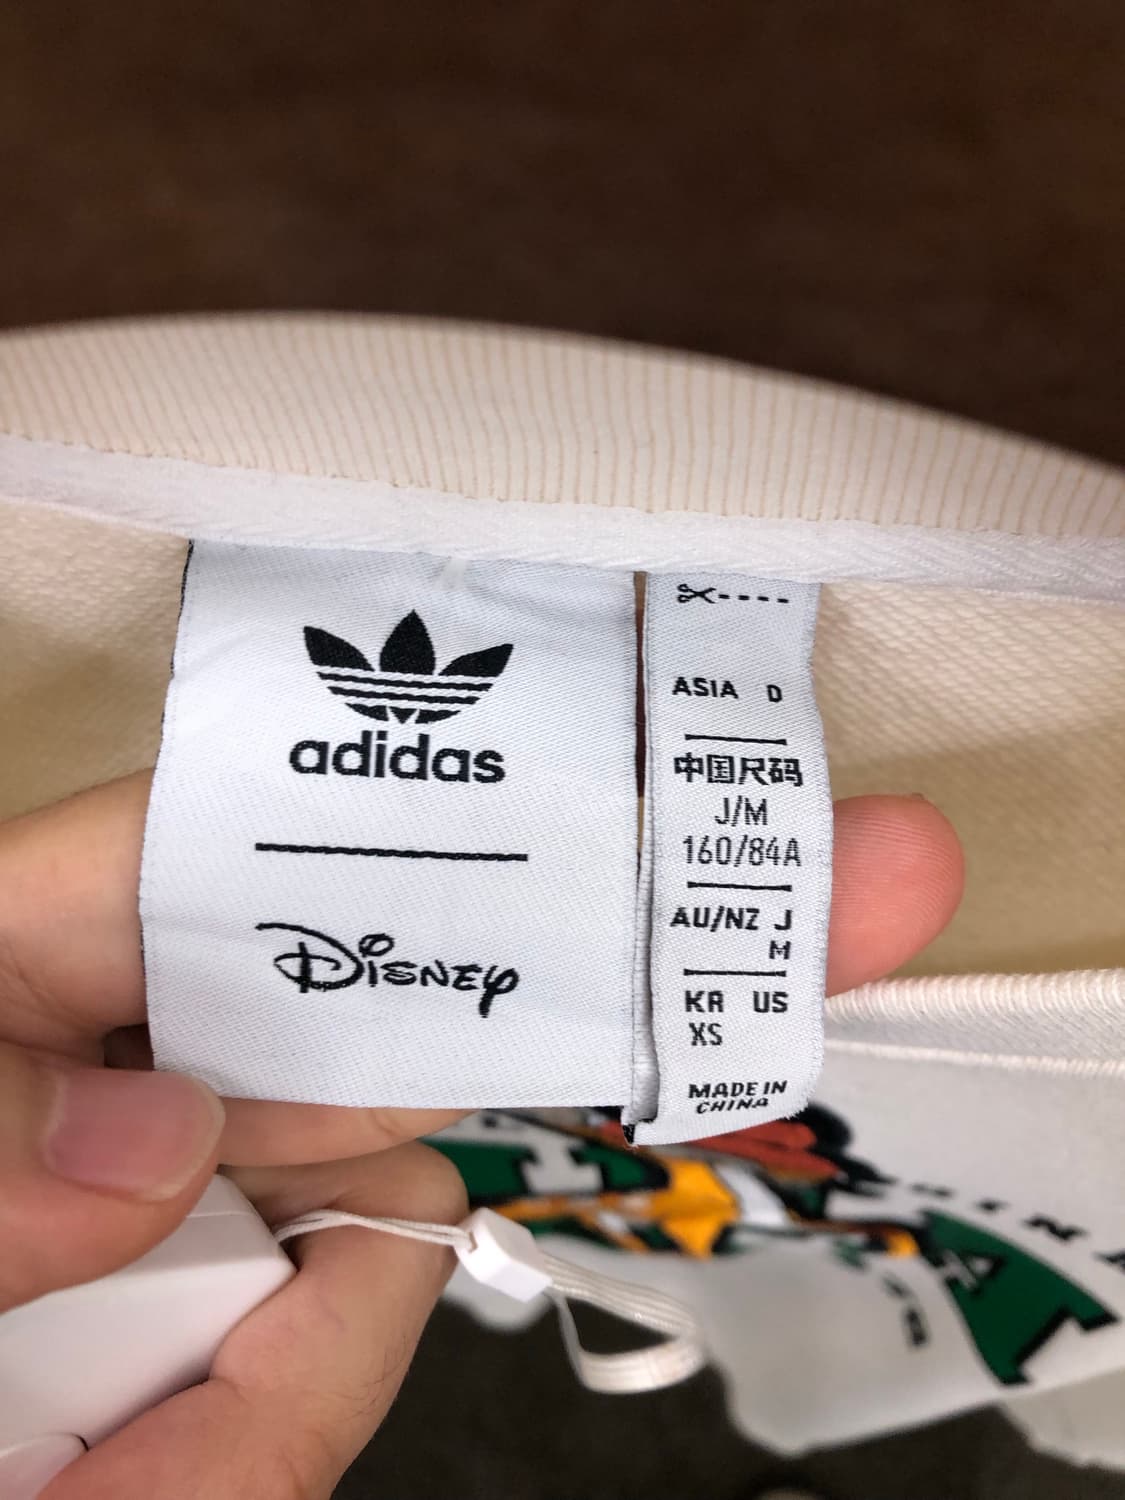 adidas
Disney
ASIA O
中国尺码
J/M
160/84A
AU/NZ J
M
KR US
XS
MADE IN
CHINA